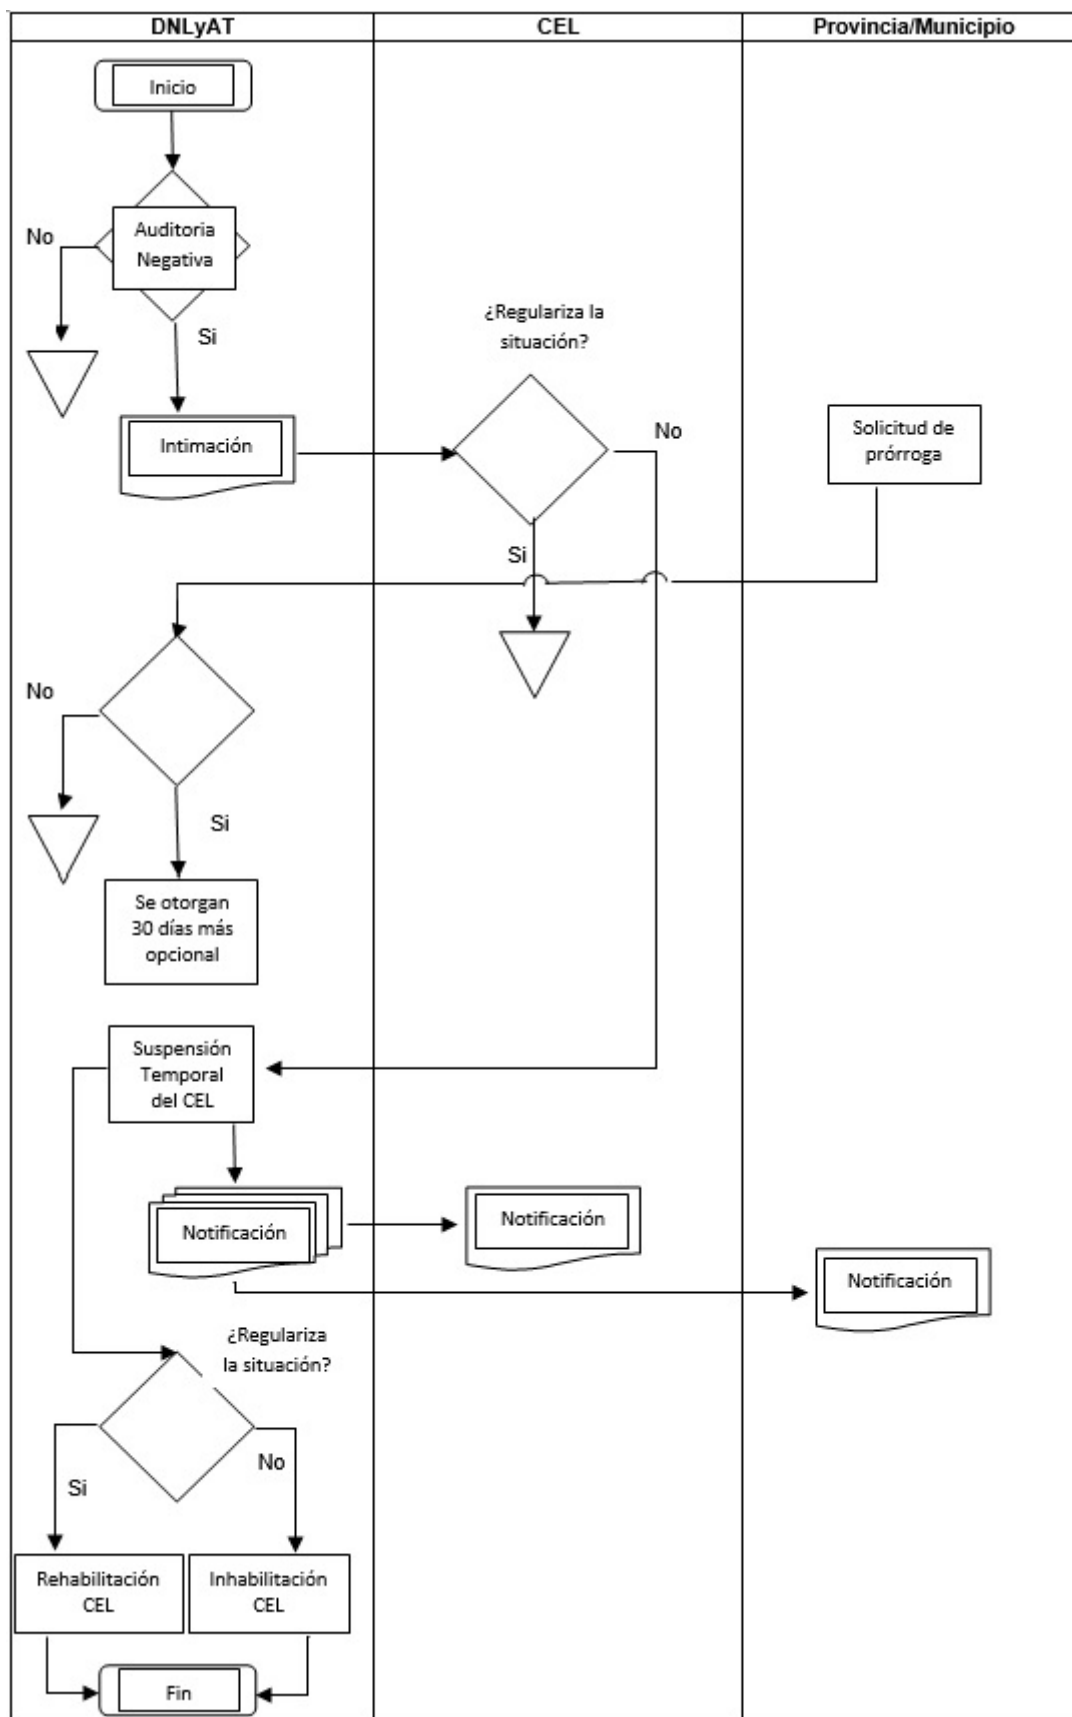 DNLyAT
CEL
Provincia/Municipio
Inicio
Auditoria
Negativa
No
Si
¿Regulariza la
situación?
Intimación
No
Solicitud de
prórroga
Si
No
Si
Se otorgan
30 días más
opcional
Suspensión
Temporal
del CEL
Notificación
Notificación
Notificación
¿Regulariza
la situación?
No
Si
Rehabilitación
CEL
Inhabilitación
CEL
Fin